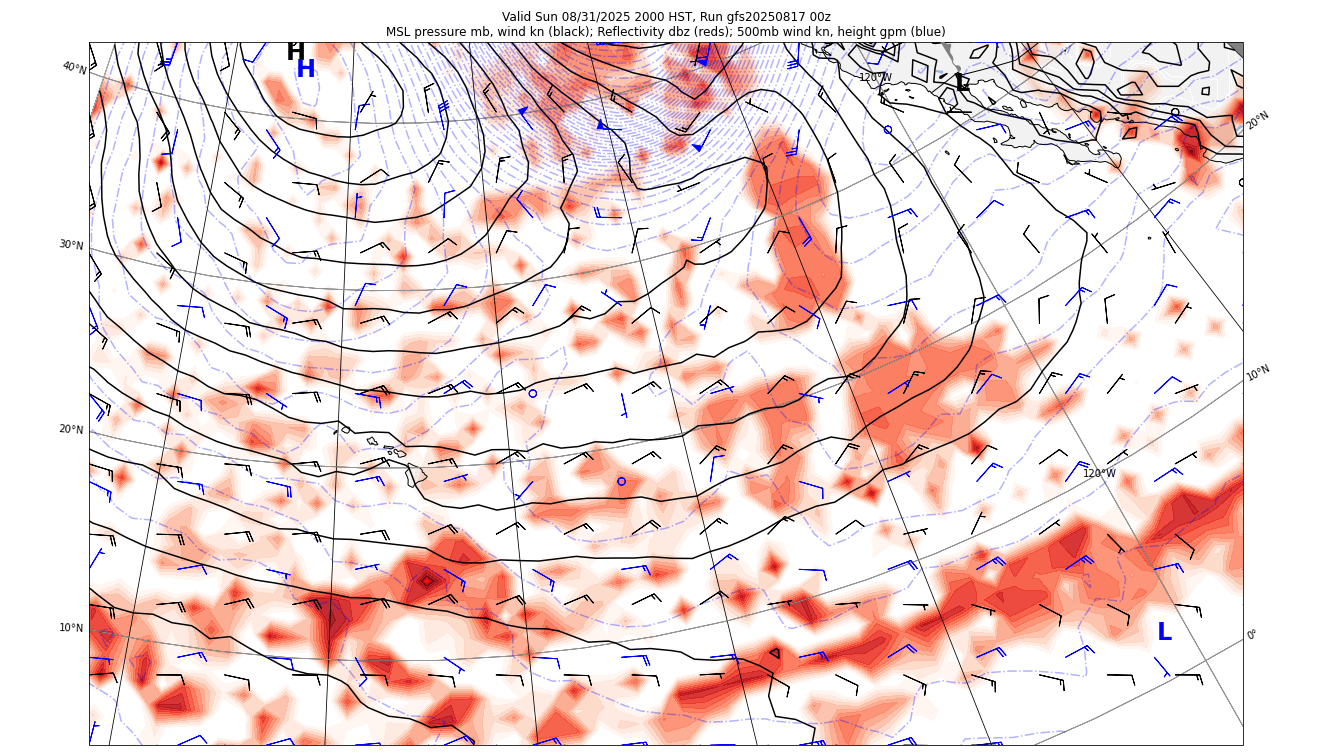 Valid Sun 08/31/2025 2000 HST, Run gfs20250817 00z
MSL pressure mb, wind kn (black); Reflectivity dbz (reds); 500mb wind kn, height gpm (blue)
H
H
40°N
120°W
L
20°N
30°N
10°N
20°N
120°W
10°N
L
0°